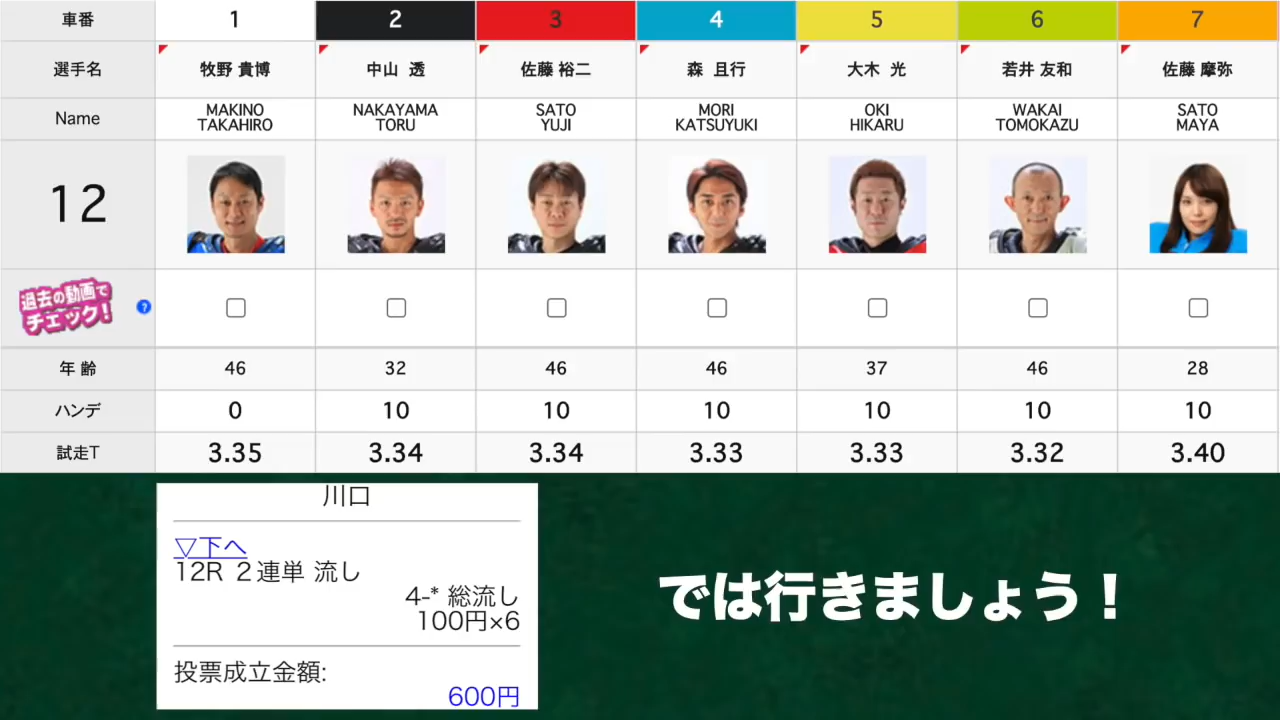 車番 1 2 3 4 5 6 7
選手名 牧野 貴博 中山 透 佐藤 裕二 森 且行 大木 光 若井 友和 佐藤 摩弥
Name MAKINO TAKAHIRO NAKAYAMA TORU SATO YUJI MORI KATSUYUKI OKI HIKARU WAKAI TOMOKAZU SATO MAYA
12
過去の動画で
チェック!
?
年齢 46 32 46 46 37 46 28
ハンデ 0 10 10 10 10 10 10
試走T 3.35 3.34 3.34 3.33 3.33 3.32 3.40
川口
▽下へ
12R 2連単 流し
4-* 総流し
100円×6
投票成立金額:
600円
では行きましょう!